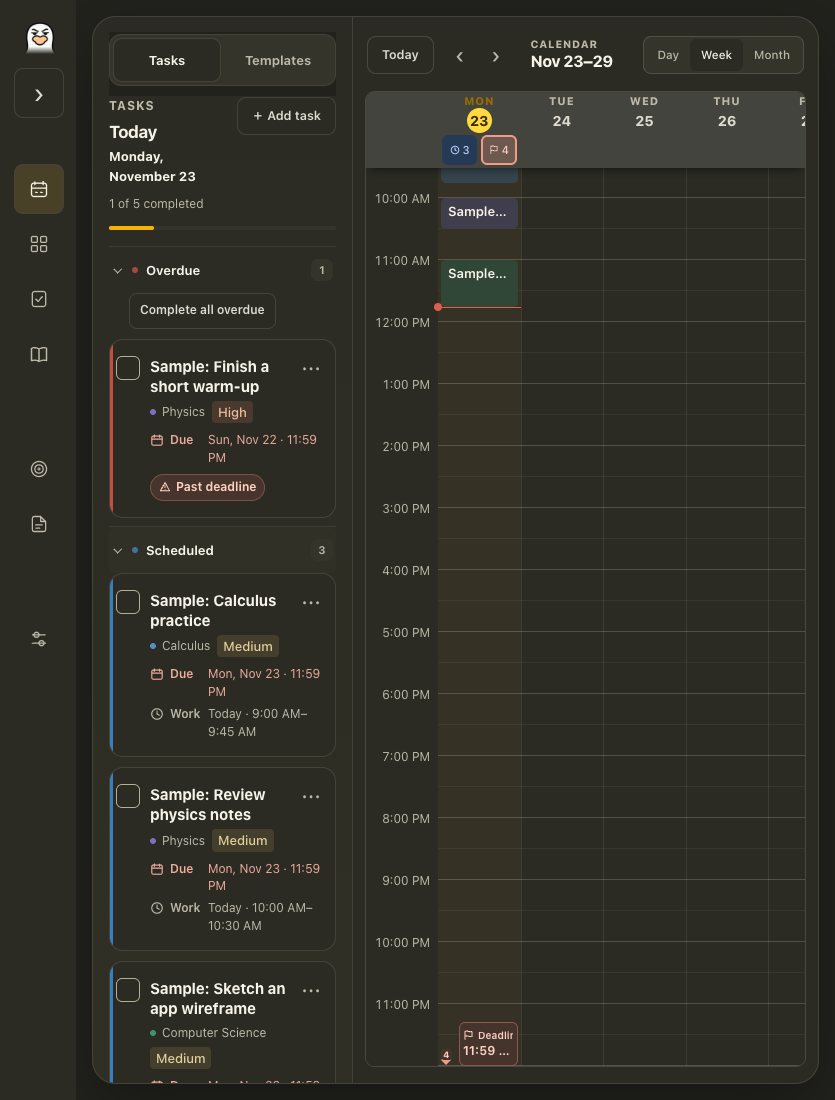 Tasks
Templates
TASKS
Today
Monday,
November 23
+ Add task
1 of 5 completed
Overdue
1
Complete all overdue
Sample: Finish a
short warm-up
Physics
High
Due
Sun, Nov 22 · 11:59
PM
Past deadline
Scheduled
3
Sample: Calculus
practice
Calculus
Medium
Due
Mon, Nov 23 · 11:59
PM
Work
Today · 9:00 AM–
9:45 AM
Sample: Review
physics notes
Physics
Medium
Due
Mon, Nov 23 · 11:59
PM
Work
Today · 10:00 AM–
10:30 AM
Sample: Sketch an
app wireframe
Computer Science
Medium
Today
CALENDAR
Nov 23–29
Day
Week
Month
MON
23
TUE
24
WED
25
THU
26
F
3
4
10:00 AM
Sample...
11:00 AM
Sample...
12:00 PM
1:00 PM
2:00 PM
3:00 PM
4:00 PM
5:00 PM
6:00 PM
7:00 PM
8:00 PM
9:00 PM
10:00 PM
11:00 PM
4
Deadlin
11:59 ...